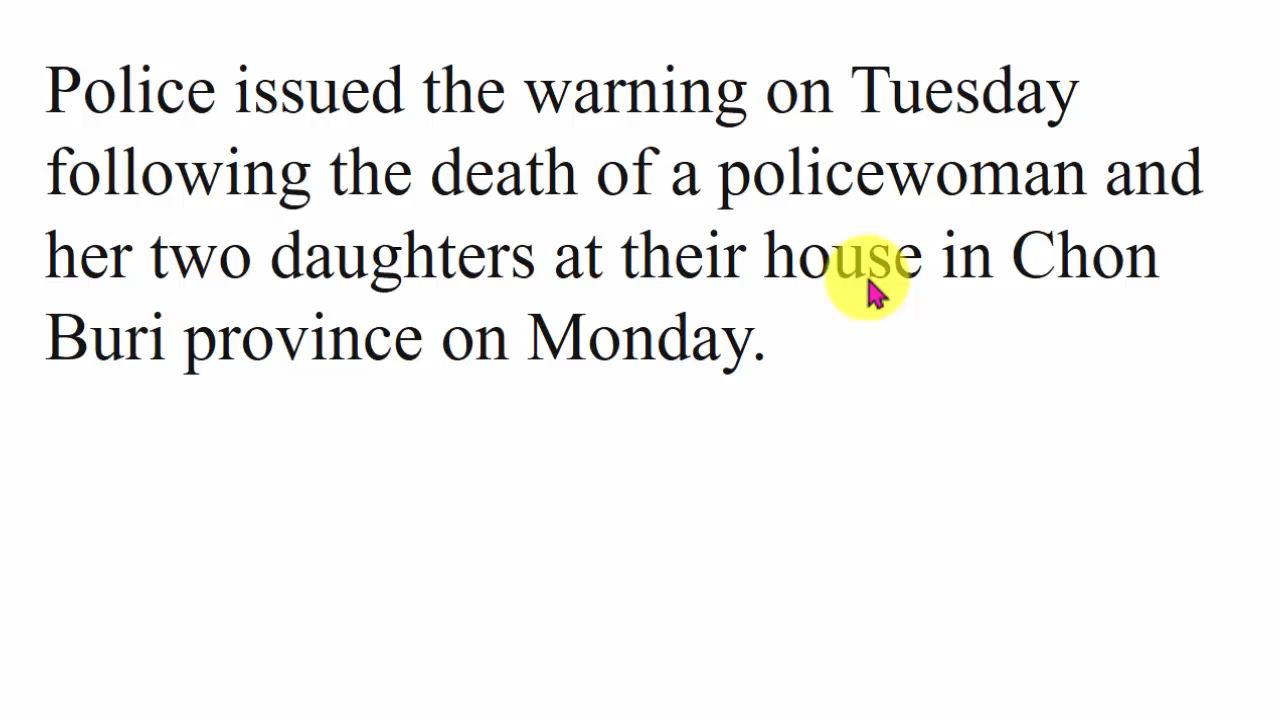 Police issued the warning on Tuesday
following the death of a policewoman and
her two daughters at their house in Chon
Buri province on Monday.